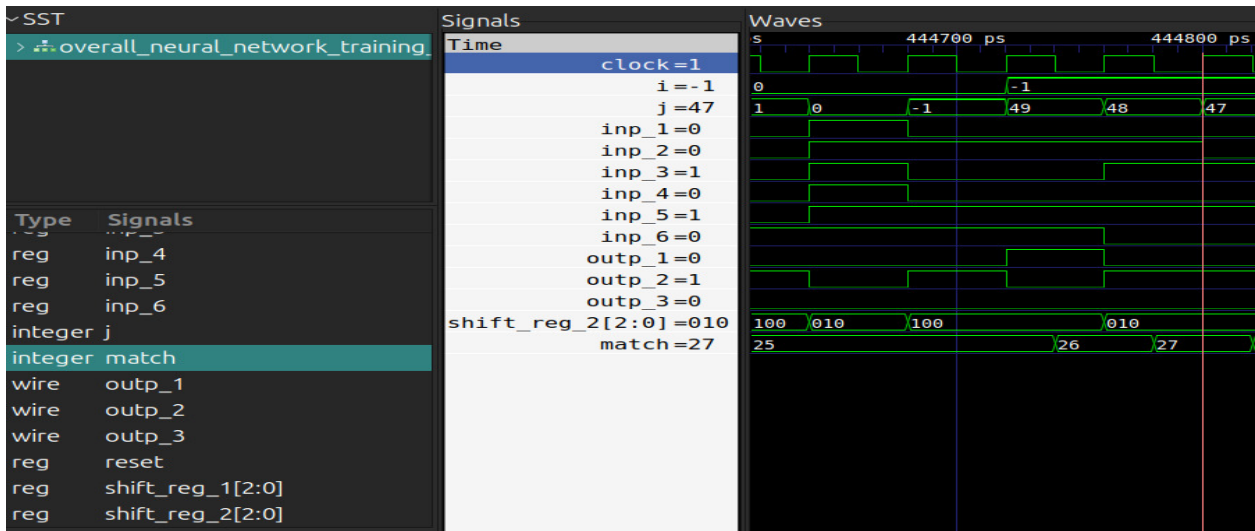 SST
overall_neural_network_training_
Type Signals
reg inp_3
reg inp_4
reg inp_5
reg inp_6
integer j
integer match
wire outp_1
wire outp_2
wire outp_3
reg reset
reg shift_reg_1[2:0]
reg shift_reg_2[2:0]
Signals
Time
clock=1
i=-1
j=47
inp_1=0
inp_2=0
inp_3=1
inp_4=0
inp_5=1
inp_6=0
outp_1=0
outp_2=1
outp_3=0
shift_reg_2[2:0]=010
match=27
Waves
s 444700 ps 444800 ps
0 -1
1 0 -1 49 48 47
100 010 100 010
25 26 27